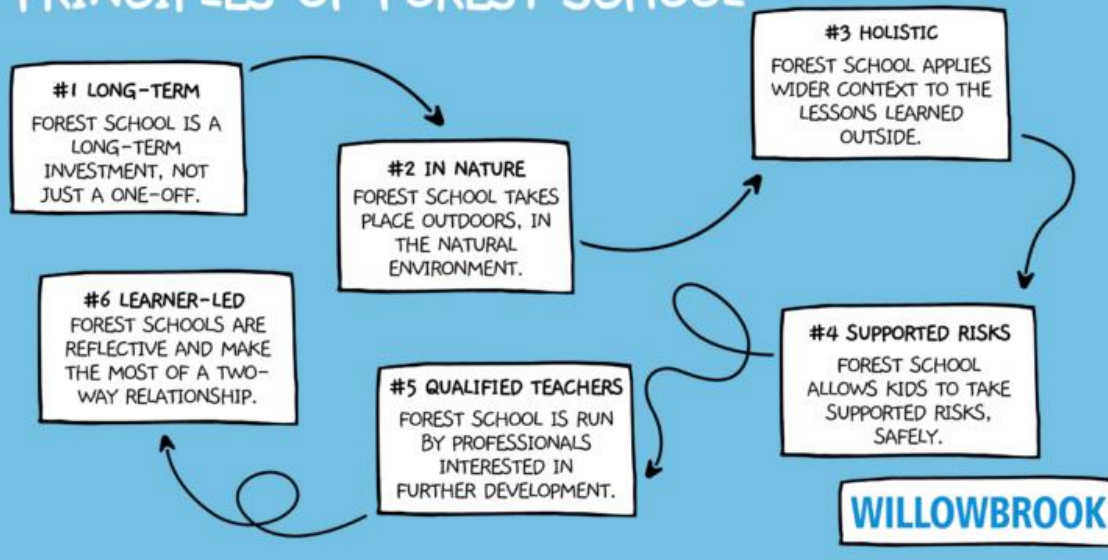 PRINCIPLES OF FOREST SCHOOL
#1 LONG-TERM
FOREST SCHOOL IS A
LONG-TERM
INVESTMENT, NOT
JUST A ONE-OFF.
#2 IN NATURE
FOREST SCHOOL TAKES
PLACE OUTDOORS, IN
THE NATURAL
ENVIRONMENT.
#3 HOLISTIC
FOREST SCHOOL APPLIES
WIDER CONTEXT TO THE
LESSONS LEARNED
OUTSIDE.
#4 SUPPORTED RISKS
FOREST SCHOOL
ALLOWS KIDS TO TAKE
SUPPORTED RISKS,
SAFELY.
#5 QUALIFIED TEACHERS
FOREST SCHOOL IS RUN
BY PROFESSIONALS
INTERESTED IN
FURTHER DEVELOPMENT.
#6 LEARNER-LED
FOREST SCHOOLS ARE
REFLECTIVE AND MAKE
THE MOST OF A TWO-
WAY RELATIONSHIP.
WILLOWBROOK